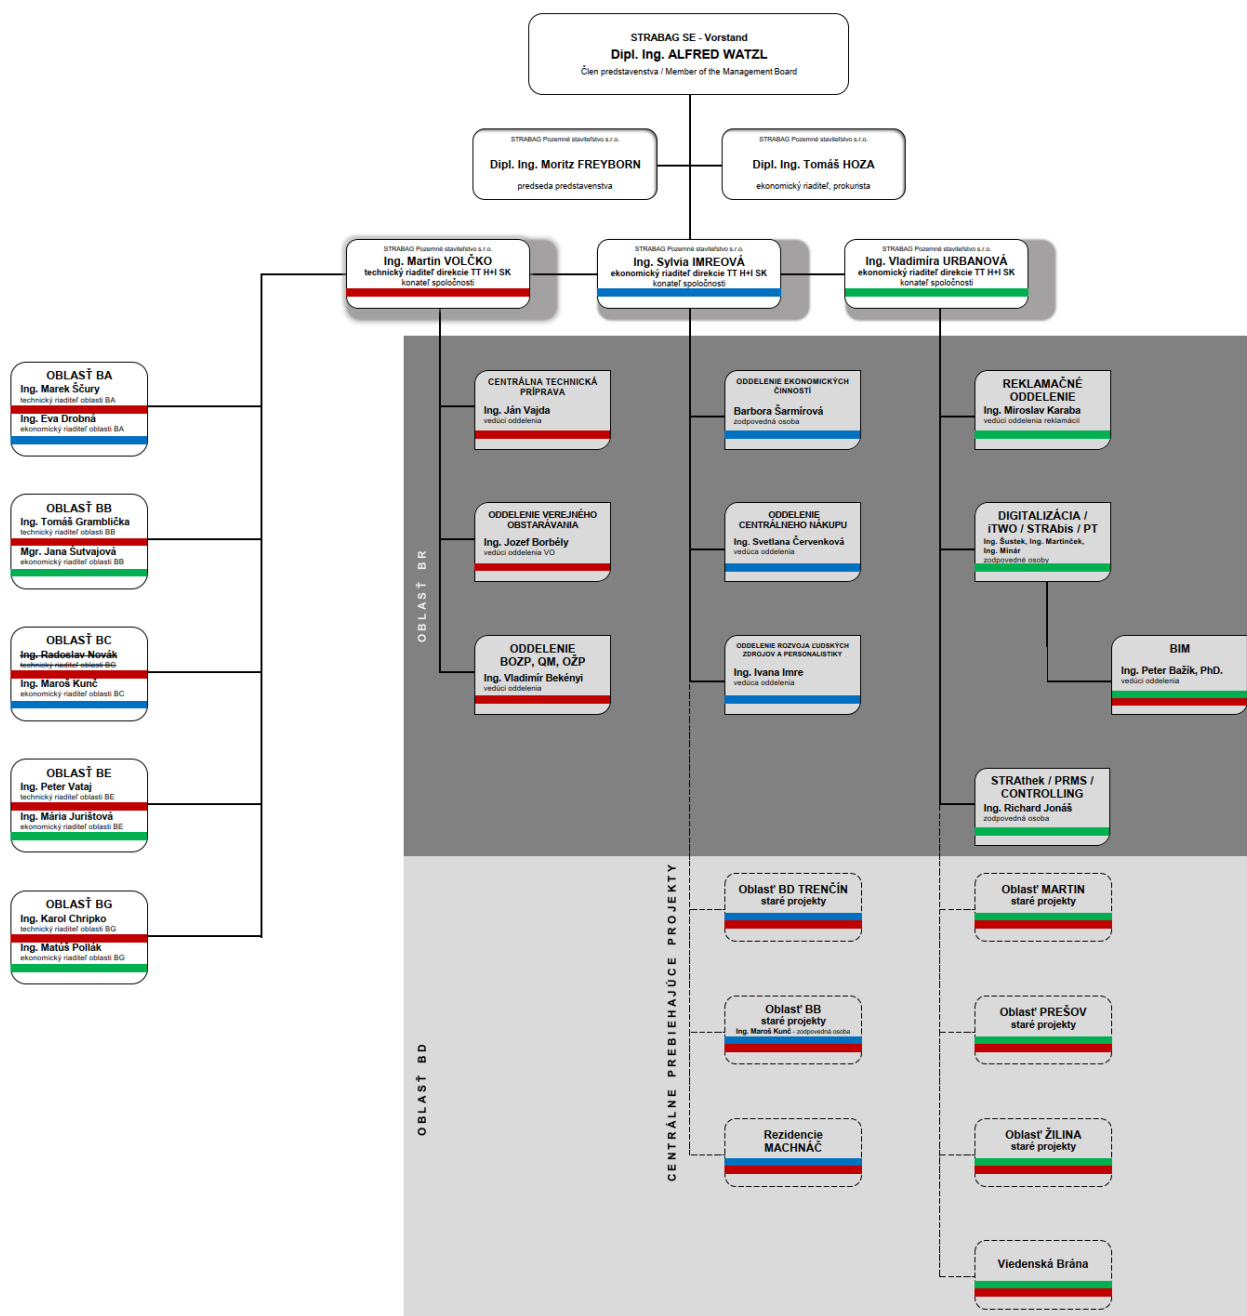 STRABAG SE - Vorstand
Dipl. Ing. ALFRED WATZL
Člen predstavenstva / Member of the Management Board
STRABAG Pozemné staviteľstvo s.r.o.
Dipl. Ing. Moritz FREYBORN
predseda predstavenstva
STRABAG Pozemné staviteľstvo s.r.o.
Dipl. Ing. Tomáš HOZA
ekonomický riaditeľ, prokurista
STRABAG Pozemné staviteľstvo s.r.o.
Ing. Martin VOLČKO
technický riaditeľ direkcie TT H+I SK
konateľ spoločnosti
STRABAG Pozemné staviteľstvo s.r.o.
Ing. Sylvia IMREOVÁ
ekonomický riaditeľ direkcie TT H+I SK
konateľ spoločnosti
STRABAG Pozemné staviteľstvo s.r.o.
Ing. Vladimíra URBANOVÁ
ekonomický riaditeľ direkcie TT H+I SK
konateľ spoločnosti
OBLASŤ BA
Ing. Marek Ščury
technický riaditeľ oblasti BA
Ing. Eva Drobná
ekonomický riaditeľ oblasti BA
OBLASŤ BB
Ing. Tomáš Gramblička
technický riaditeľ oblasti BB
Mgr. Jana Šutvajová
ekonomický riaditeľ oblasti BB
OBLASŤ BC
Ing. Radoslav Novák
technický riaditeľ oblasti BC
Ing. Maroš Kunč
ekonomický riaditeľ oblasti BC
OBLASŤ BE
Ing. Peter Vataj
technický riaditeľ oblasti BE
Ing. Mária Jurištová
ekonomický riaditeľ oblasti BE
OBLASŤ BG
Ing. Karol Chripko
technický riaditeľ oblasti BG
Ing. Matúš Pollák
ekonomický riaditeľ oblasti BG
OBLASŤ BR
CENTRÁLNA TECHNICKÁ
PRÍPRAVA
Ing. Ján Vajda
vedúci oddelenia
ODDELENIE VEREJNÉHO
OBSTARÁVANIA
Ing. Jozef Borbély
vedúci oddelenia VO
ODDELENIE
BOZP, QM, OŽP
Ing. Vladimír Bekényi
vedúci oddelenia
ODDELENIE EKONOMICKÝCH
ČINNOSTÍ
Barbora Šarmírová
zodpovedná osoba
ODDELENIE
CENTRÁLNEHO NÁKUPU
Ing. Svetlana Červenková
vedúca oddelenia
ODDELENIE ROZVOJA ĽUDSKÝCH
ZDROJOV A PERSONALISTIKY
Ing. Ivana Imre
vedúca oddelenia
REKLAMAČNÉ
ODDELENIE
Ing. Miroslav Karaba
vedúci oddelenia reklamácií
DIGITALIZÁCIA /
iTWO / STRAbis / PT
Ing. Šustek, Ing. Martinček,
Ing. Minár
zodpovedné osoby
BIM
Ing. Peter Bažík, PhD.
vedúci oddelenia
STRAthek / PRMS /
CONTROLLING
Ing. Richard Jonáš
zodpovedná osoba
OBLASŤ BD
CENTRÁLNE PREBIEHAJÚCE PROJEKTY
Oblasť BD TRENČÍN
staré projekty
Oblasť BB
staré projekty
Ing. Maroš Kunč - zodpovedná osoba
Rezidencie
MACHNÁČ
Oblasť MARTIN
staré projekty
Oblasť PREŠOV
staré projekty
Oblasť ŽILINA
staré projekty
Viedenská Brána